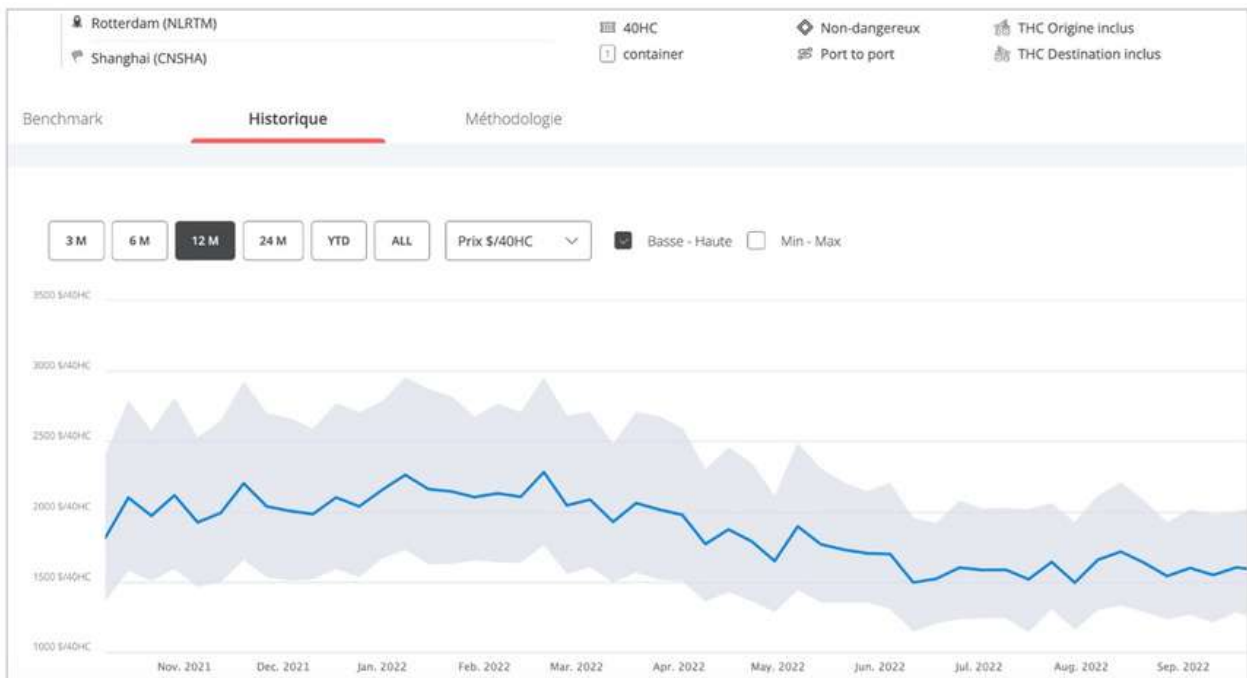 Rotterdam (NLRTM)
Shanghai (CNSHA)
40HC
1 container
Non-dangereux
Port to port
THC Origine inclus
THC Destination inclus
Benchmark Historique Méthodologie
3 M 6 M 12 M 24 M YTD ALL Prix $/40HC Basse - Haute Min - Max
3500 $/40HC
3000 $/40HC
2500 $/40HC
2000 $/40HC
1500 $/40HC
1000 $/40HC
Nov. 2021 Dec. 2021 Jan. 2022 Feb. 2022 Mar. 2022 Apr. 2022 May. 2022 Jun. 2022 Jul. 2022 Aug. 2022 Sep. 2022